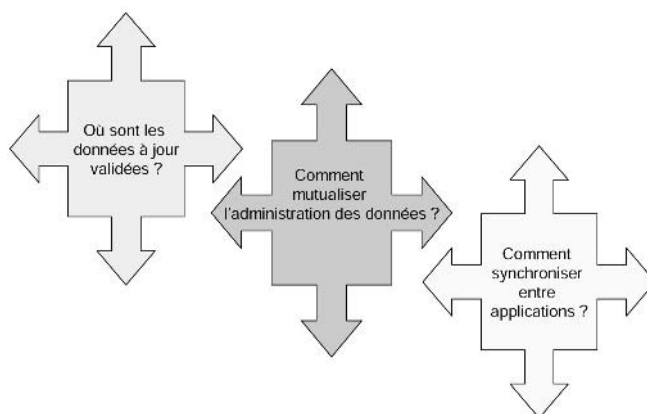 Où sont les
données à jour
validées ?
Comment
mutualiser
l'administration des données ?
Comment
synchroniser
entre
applications ?